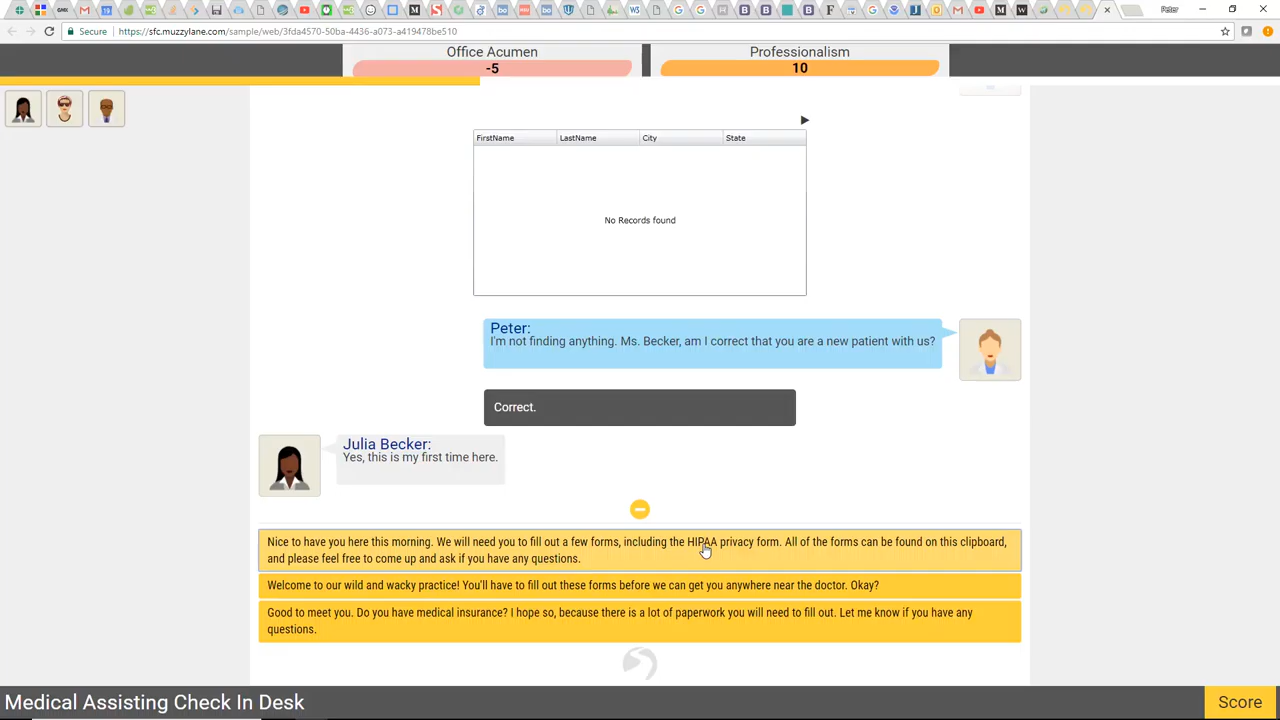 Peter
Secure
https://sfc.muzzylane.com/sample/web/3fda4570-50ba-4436-a073-a419478be510
Office Acumen
-5
Professionalism
10
FirstName LastName City State
No Records found
Peter:
I'm not finding anything. Ms. Becker, am I correct that you are a new patient with us?
Correct.
Julia Becker:
Yes, this is my first time here.
Nice to have you here this morning. We will need you to fill out a few forms, including the HIPAA privacy form. All of the forms can be found on this clipboard,
and please feel free to come up and ask if you have any questions.
Welcome to our wild and wacky practice! You'll have to fill out these forms before we can get you anywhere near the doctor. Okay?
Good to meet you. Do you have medical insurance? I hope so, because there is a lot of paperwork you will need to fill out. Let me know if you have any
questions.
Medical Assisting Check In Desk
Score